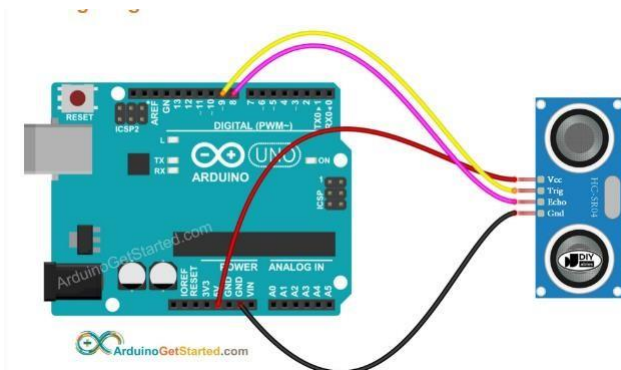 RESET
ICSP2
AREF
GND
13
12
~11
~10
~9
8
7
~6
~5
4
~3
2
TX0▸1
RX0◂0
DIGITAL (PWM~)
L
TX
RX
ARDUINO
UNO
ON
1
ICSP
Vcc
Trig
Echo
Gnd
HC-SR04
DIY
ArduinoGetStarted.com
POWER
ANALOG IN
IOREF
RESET
3V3
5V
GND
GND
VIN
A0
A1
A2
A3
A4
A5
ArduinoGetStarted.com